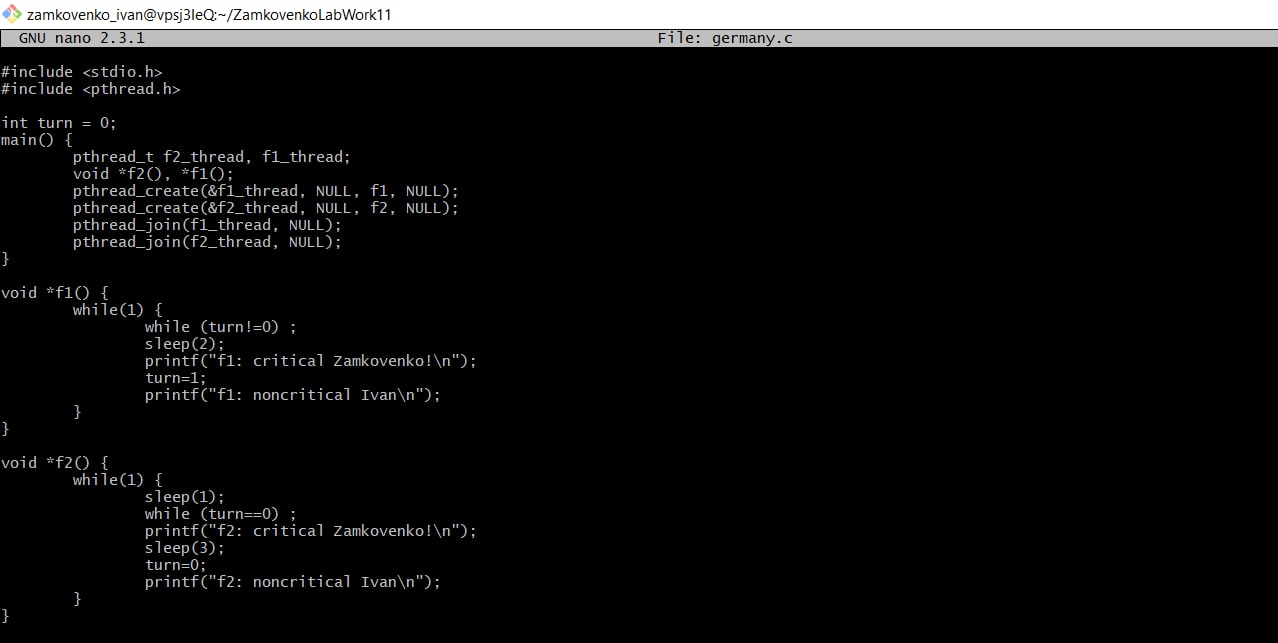 zamkovenko_ivan@vpsj3IeQ:~/ZamkovenkoLabWork11
GNU nano 2.3.1 File: germany.c
#include <stdio.h>
#include <pthread.h>
int turn = 0;
main() {
pthread_t f2_thread, f1_thread;
void *f2(), *f1();
pthread_create(&f1_thread, NULL, f1, NULL);
pthread_create(&f2_thread, NULL, f2, NULL);
pthread_join(f1_thread, NULL);
pthread_join(f2_thread, NULL);
}
void *f1() {
while(1) {
while (turn!=0) ;
sleep(2);
printf("f1: critical Zamkovenko!\n");
turn=1;
printf("f1: noncritical Ivan\n");
}
}
void *f2() {
while(1) {
sleep(1);
while (turn==0) ;
printf("f2: critical Zamkovenko!\n");
sleep(3);
turn=0;
printf("f2: noncritical Ivan\n");
}
}